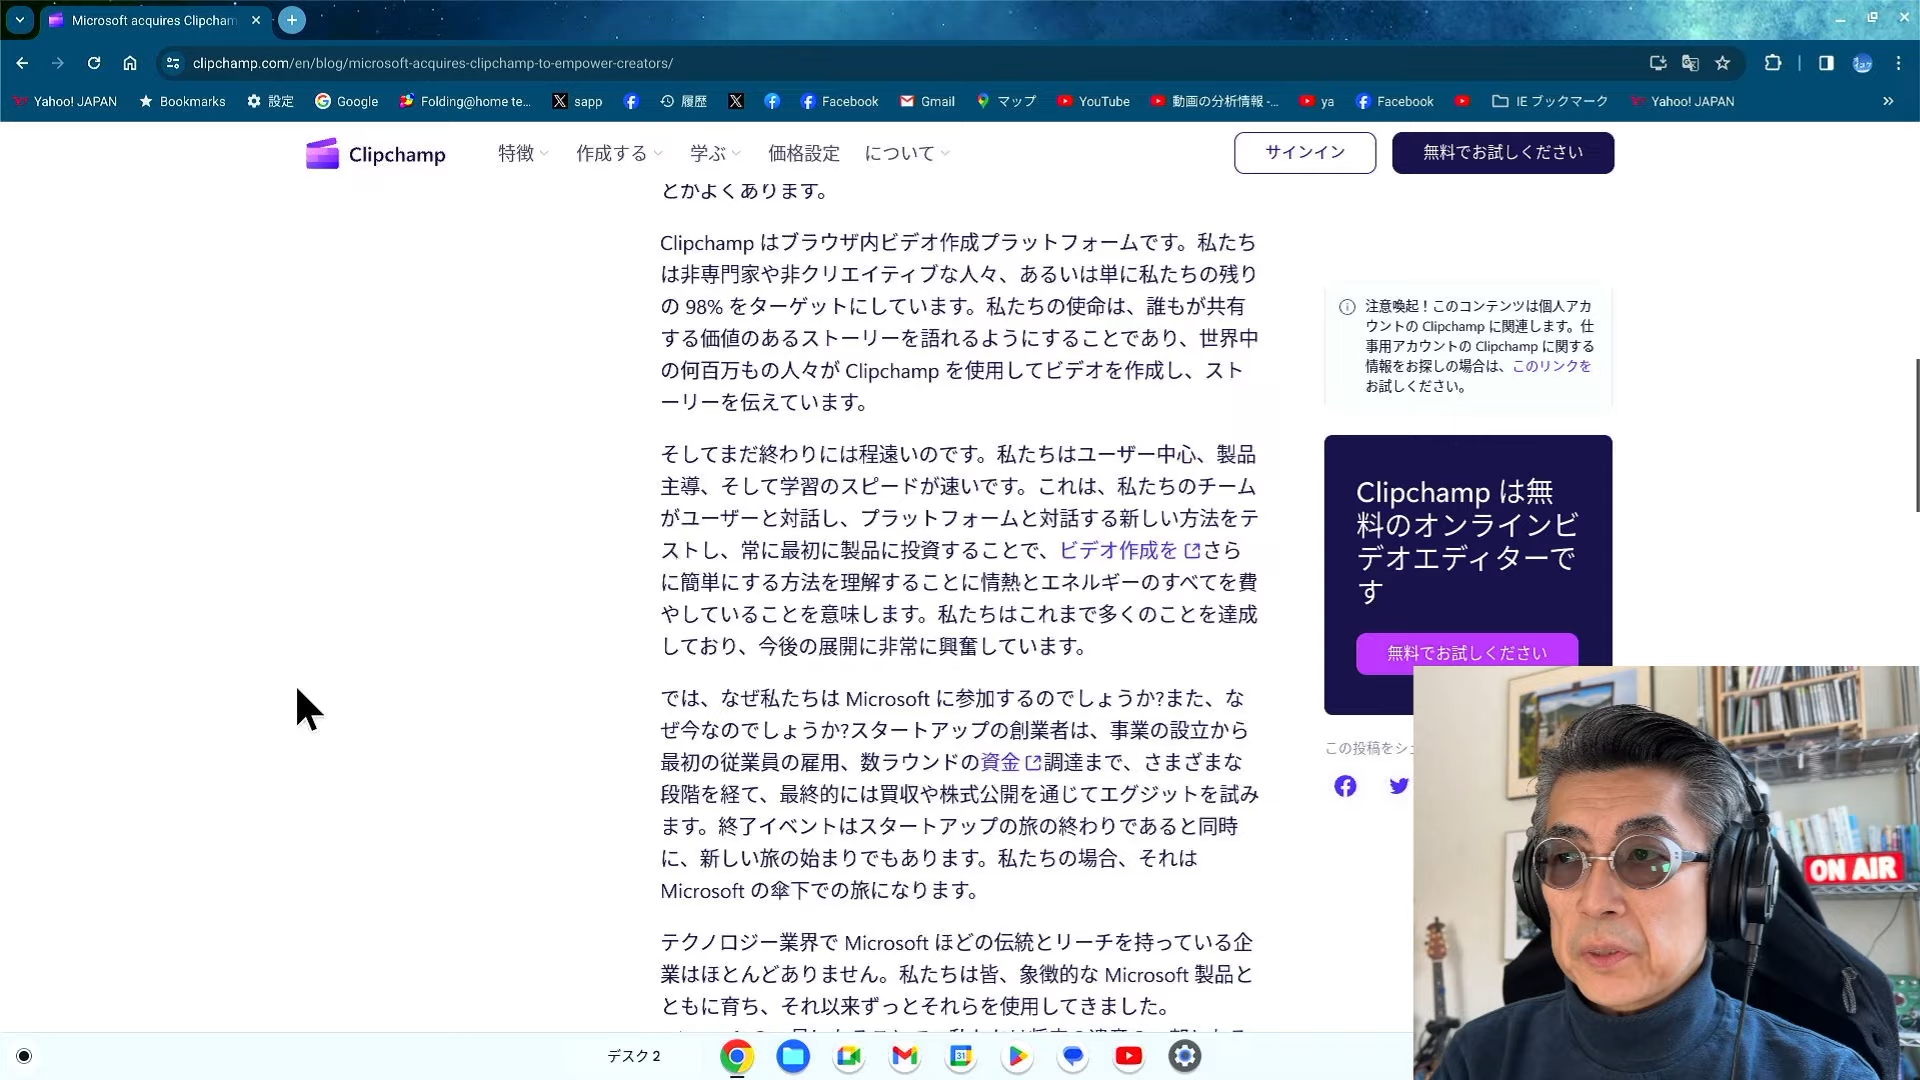 Microsoft acquires Clipcham
clipchamp.com/en/blog/microsoft-acquires-clipchamp-to-empower-creators/
Yahoo! JAPAN
Bookmarks
設定
Google
Folding@home te...
sapp
履歴
Facebook
Gmail
マップ
YouTube
動画の分析情報 -...
ya
Facebook
IE ブックマーク
Yahoo! JAPAN
Clipchamp
特徴
作成する
学ぶ
価格設定
について
サインイン
無料でお試しください
とがよくあります。
Clipchamp はブラウザ内ビデオ作成プラットフォームです。私たち
は非専門家や非クリエイティブな人々、あるいは単に私たちの残り
の 98% をターゲットにしています。私たちの使命は、誰もが共有
する価値のあるストーリーを語れるようにすることであり、世界中
の何百万もの人々が Clipchamp を使用してビデオを作成し、スト
ーリーを伝えています。
そしてまだ終わりには程遠いのです。私たちはユーザー中心、製品
主導、そして学習のスピードが速いです。これは、私たちのチーム
がユーザーと対話し、プラットフォームと対話する新しい方法をテ
ストし、常に最初に製品に投資することで、ビデオ作成をさら
に簡単にする方法を理解することに情熱とエネルギーのすべてを費
やしていることを意味します。私たちはこれまで多くのことを達成
しており、今後の展開に非常に興奮しています。
では、なぜ私たちは Microsoft に参加するのでしょうか?また、な
ぜ今なのでしょうか?スタートアップの創業者は、事業の設立から
最初の従業員の雇用、数ラウンドの資金調達まで、さまざまな
段階を経て、最終的には買収や株式公開を通じてエグジットを試み
ます。終了イベントはスタートアップの旅の終わりであると同時
に、新しい旅の始まりでもあります。私たちの場合、それは
Microsoft の傘下での旅になります。
テクノロジー業界で Microsoft ほどの伝統とリーチを持っている企
業はほとんどありません。私たちは皆、象徴的な Microsoft 製品と
ともに育ち、それ以来ずっとそれらを使用してきました。
注意喚起！このコンテンツは個人アカ
ウントの Clipchamp に関連します。仕
事用アカウントの Clipchamp に関する
情報をお探しの場合は、このリンクを
お試しください。
Clipchamp は無
料のオンラインビ
デオエディターで
す
無料でお試しください
この投稿をシ
ON AIR
デスク 2
31